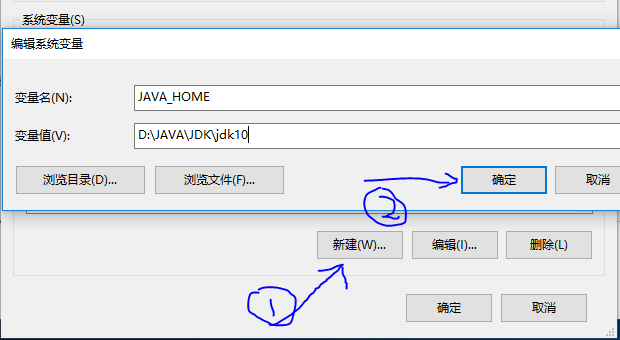 系统变量(S)
编辑系统变量
变量名(N): JAVA_HOME
变量值(V): D:\JAVA\JDK\jdk10
浏览目录(D)... 浏览文件(F)... 确定 取消
2
新建(W)... 编辑(I)... 删除(L)
1
确定 取消